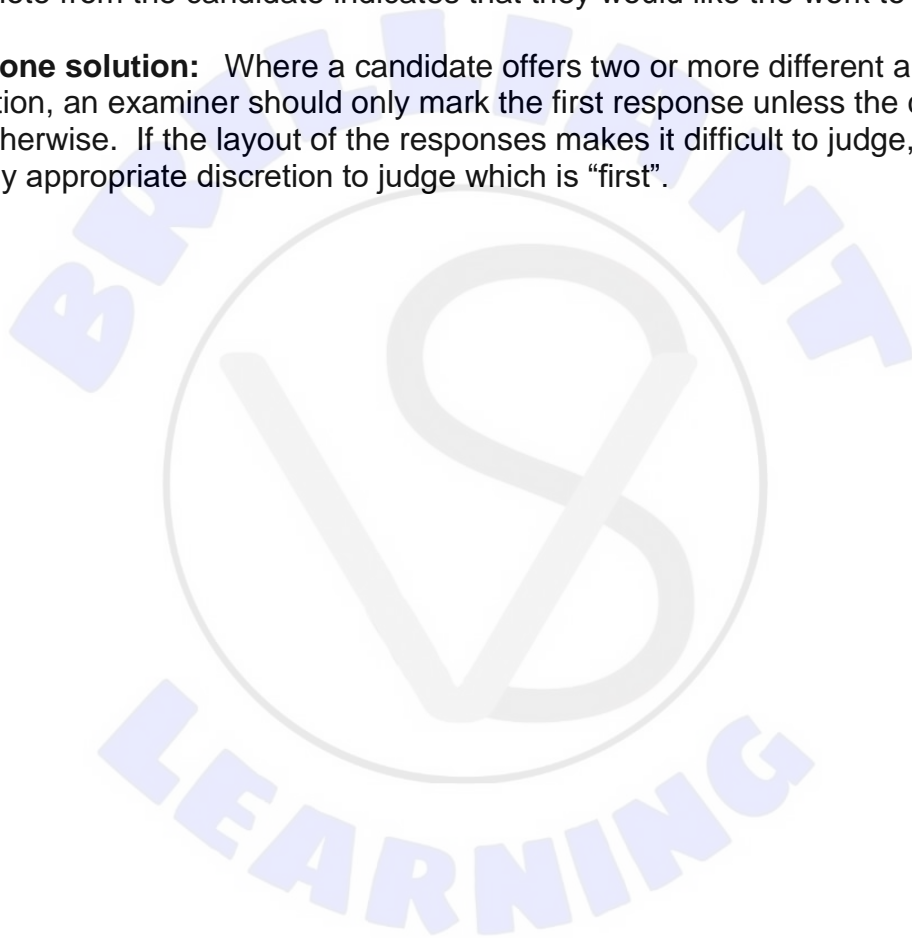 note from the candidate indicates that they would like the work to
one solution: Where a candidate offers two or more different a
tion, an examiner should only mark the first response unless the
herwise. If the layout of the responses makes it difficult to judge,
y appropriate discretion to judge which is “first”.
BRILLIANT
VS
LEARNING